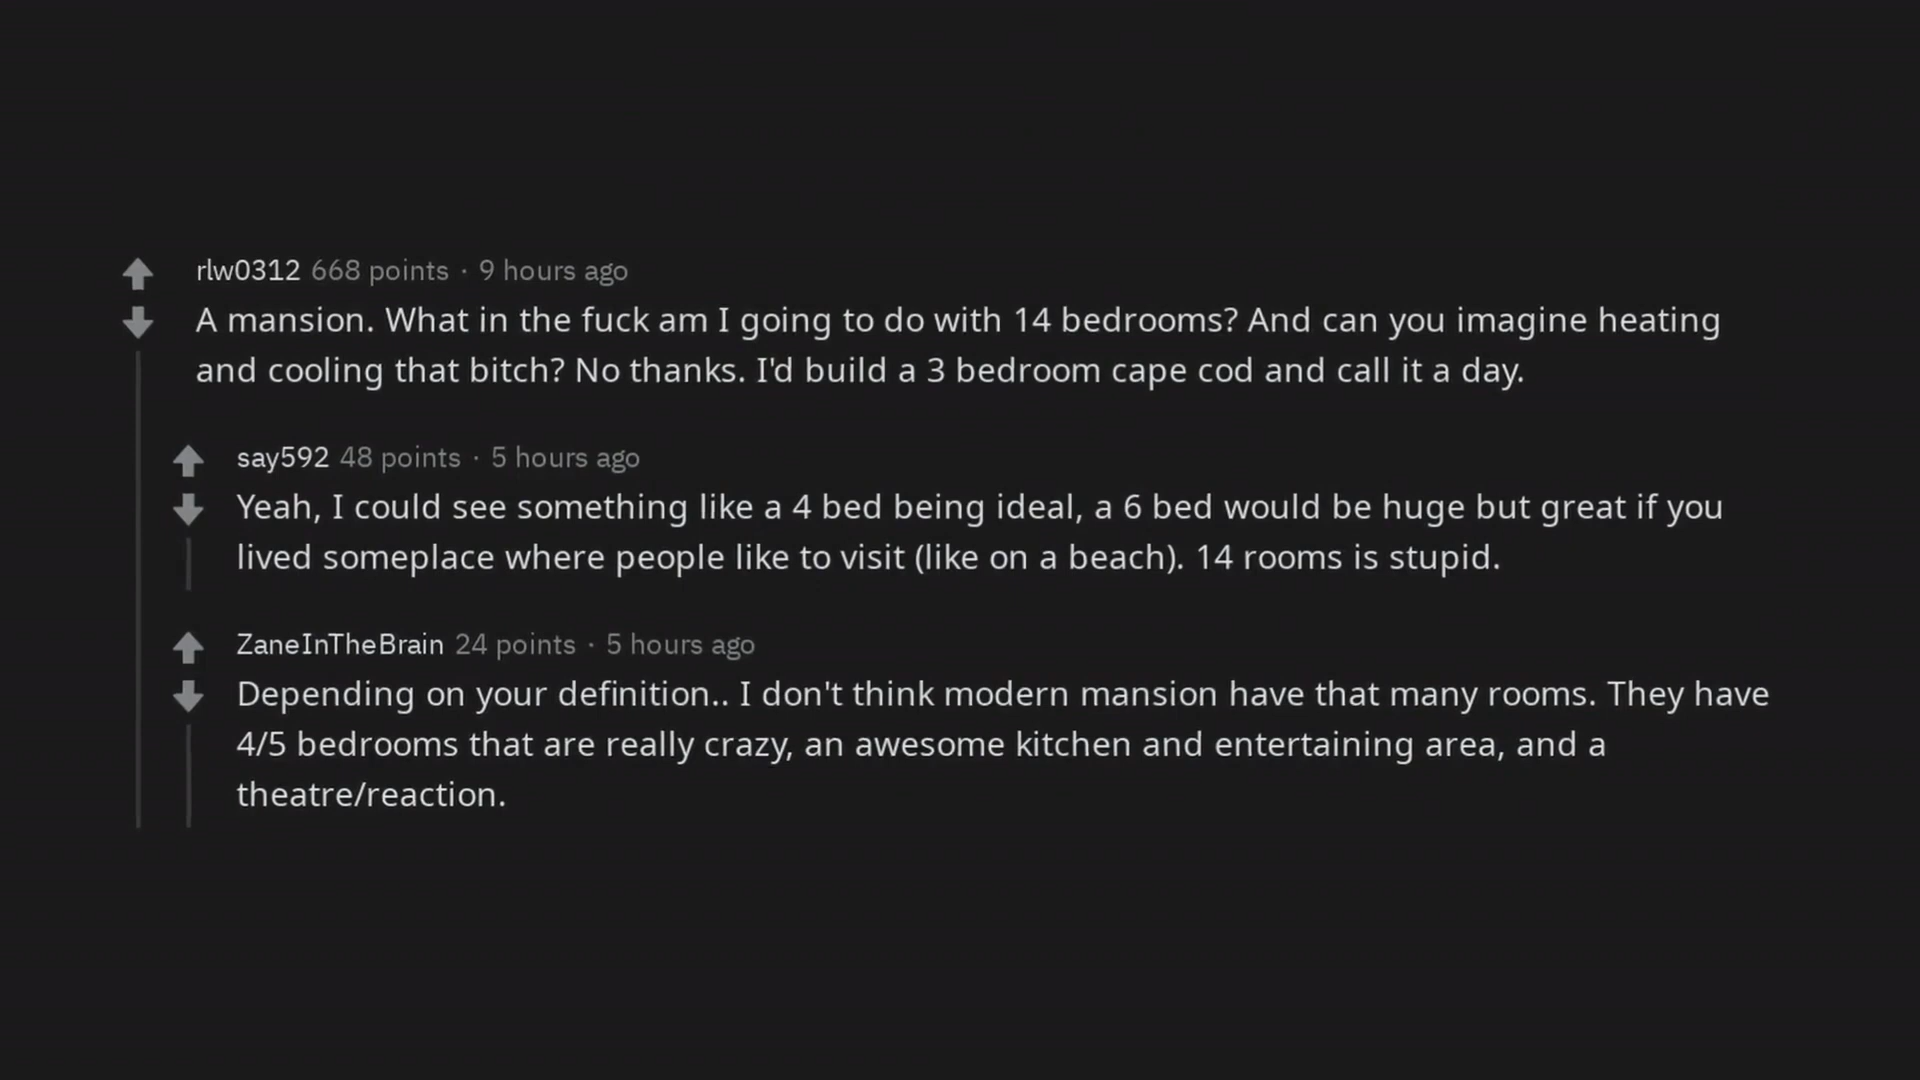 rlw0312 668 points · 9 hours ago
A mansion. What in the fuck am I going to do with 14 bedrooms? And can you imagine heating
and cooling that bitch? No thanks. I'd build a 3 bedroom cape cod and call it a day.
say592 48 points · 5 hours ago
Yeah, I could see something like a 4 bed being ideal, a 6 bed would be huge but great if you
lived someplace where people like to visit (like on a beach). 14 rooms is stupid.
ZaneInTheBrain 24 points · 5 hours ago
Depending on your definition.. I don't think modern mansion have that many rooms. They have
4/5 bedrooms that are really crazy, an awesome kitchen and entertaining area, and a
theatre/reaction.